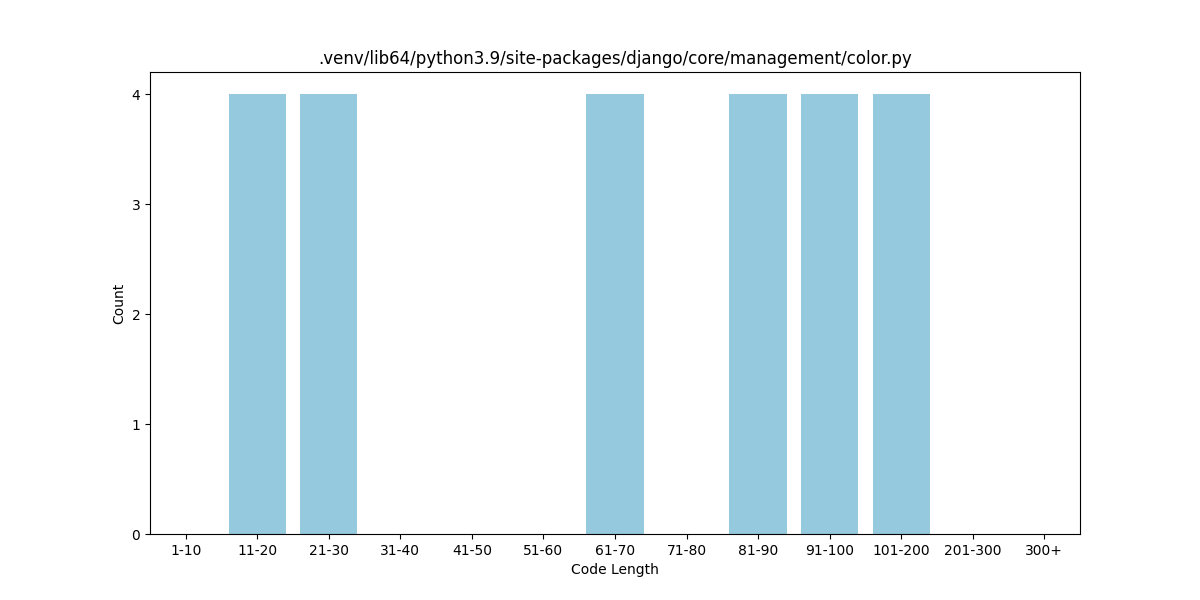 .venv/lib64/python3.9/site-packages/django/core/management/color.py
4
3
2
1
0
Count
1-10 11-20 21-30 31-40 41-50 51-60 61-70 71-80 81-90 91-100 101-200 201-300 300+
Code Length